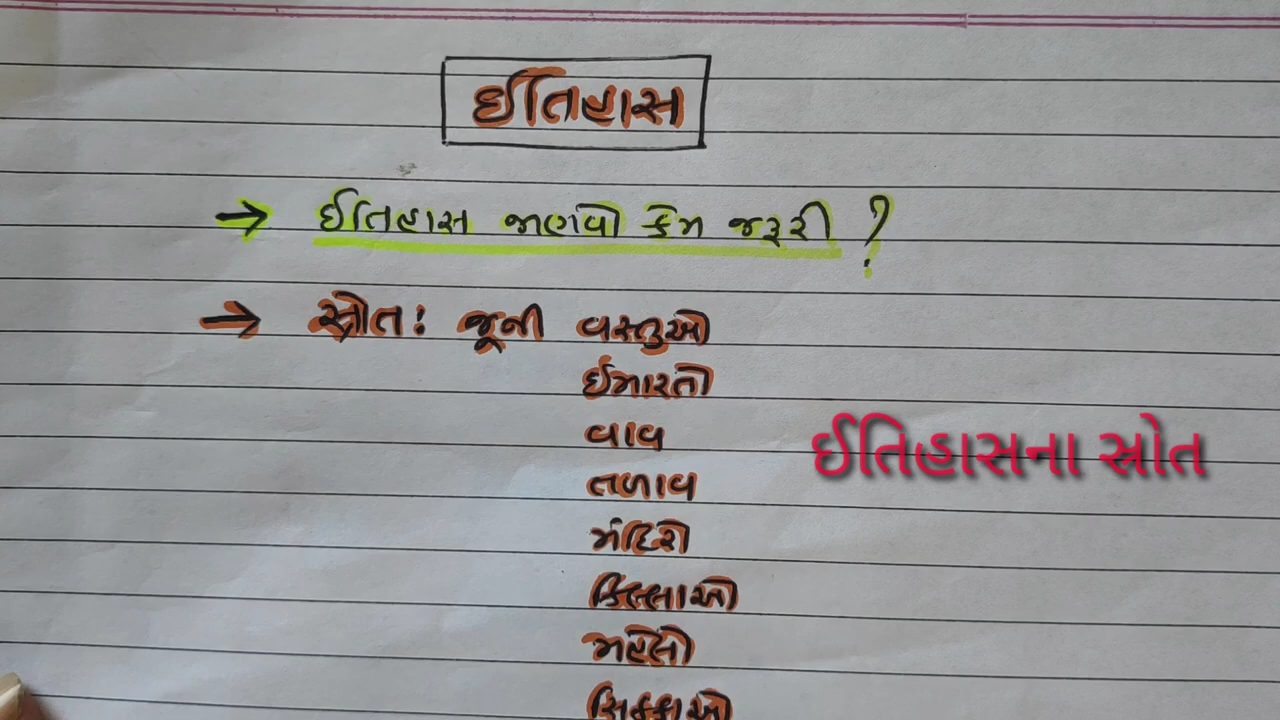 ઈતિહાસ
→ ઈતિહાસ જાણવો કેમ જરૂરી ?
→ સ્રોત : જૂની વસ્તુઓ
ઈમારતો
વાવ
ઈતિહાસના સ્રોત
તળાવ
મંદિરો
કિલ્લાઓ
મહેલો
સિક્કાઓ